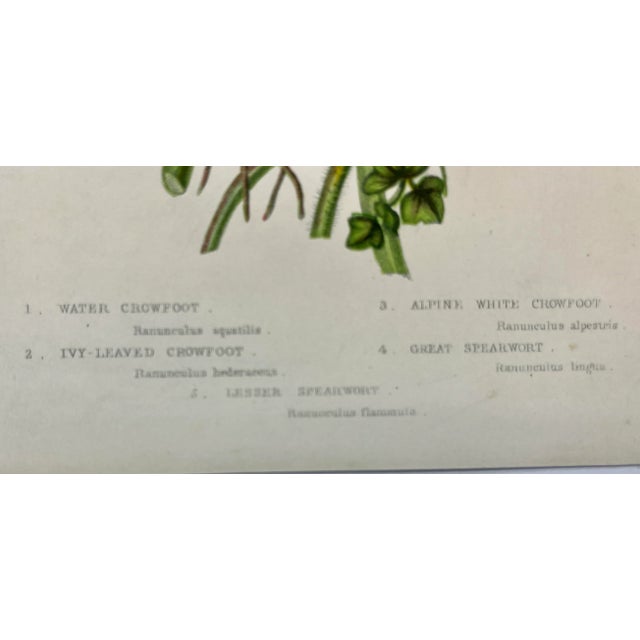 1 . WATER CROWFOOT .
Ranunculus aquatilis .
2 . IVY-LEAVED CROWFOOT .
Ranunculus hederaceus .
3 . ALPINE WHITE CROWFOOT .
Ranunculus alpestris .
4 . GREAT SPEARWORT .
Ranunculus lingua .
5 . LESSER SPEARWORT .
Ranunculus flammula .